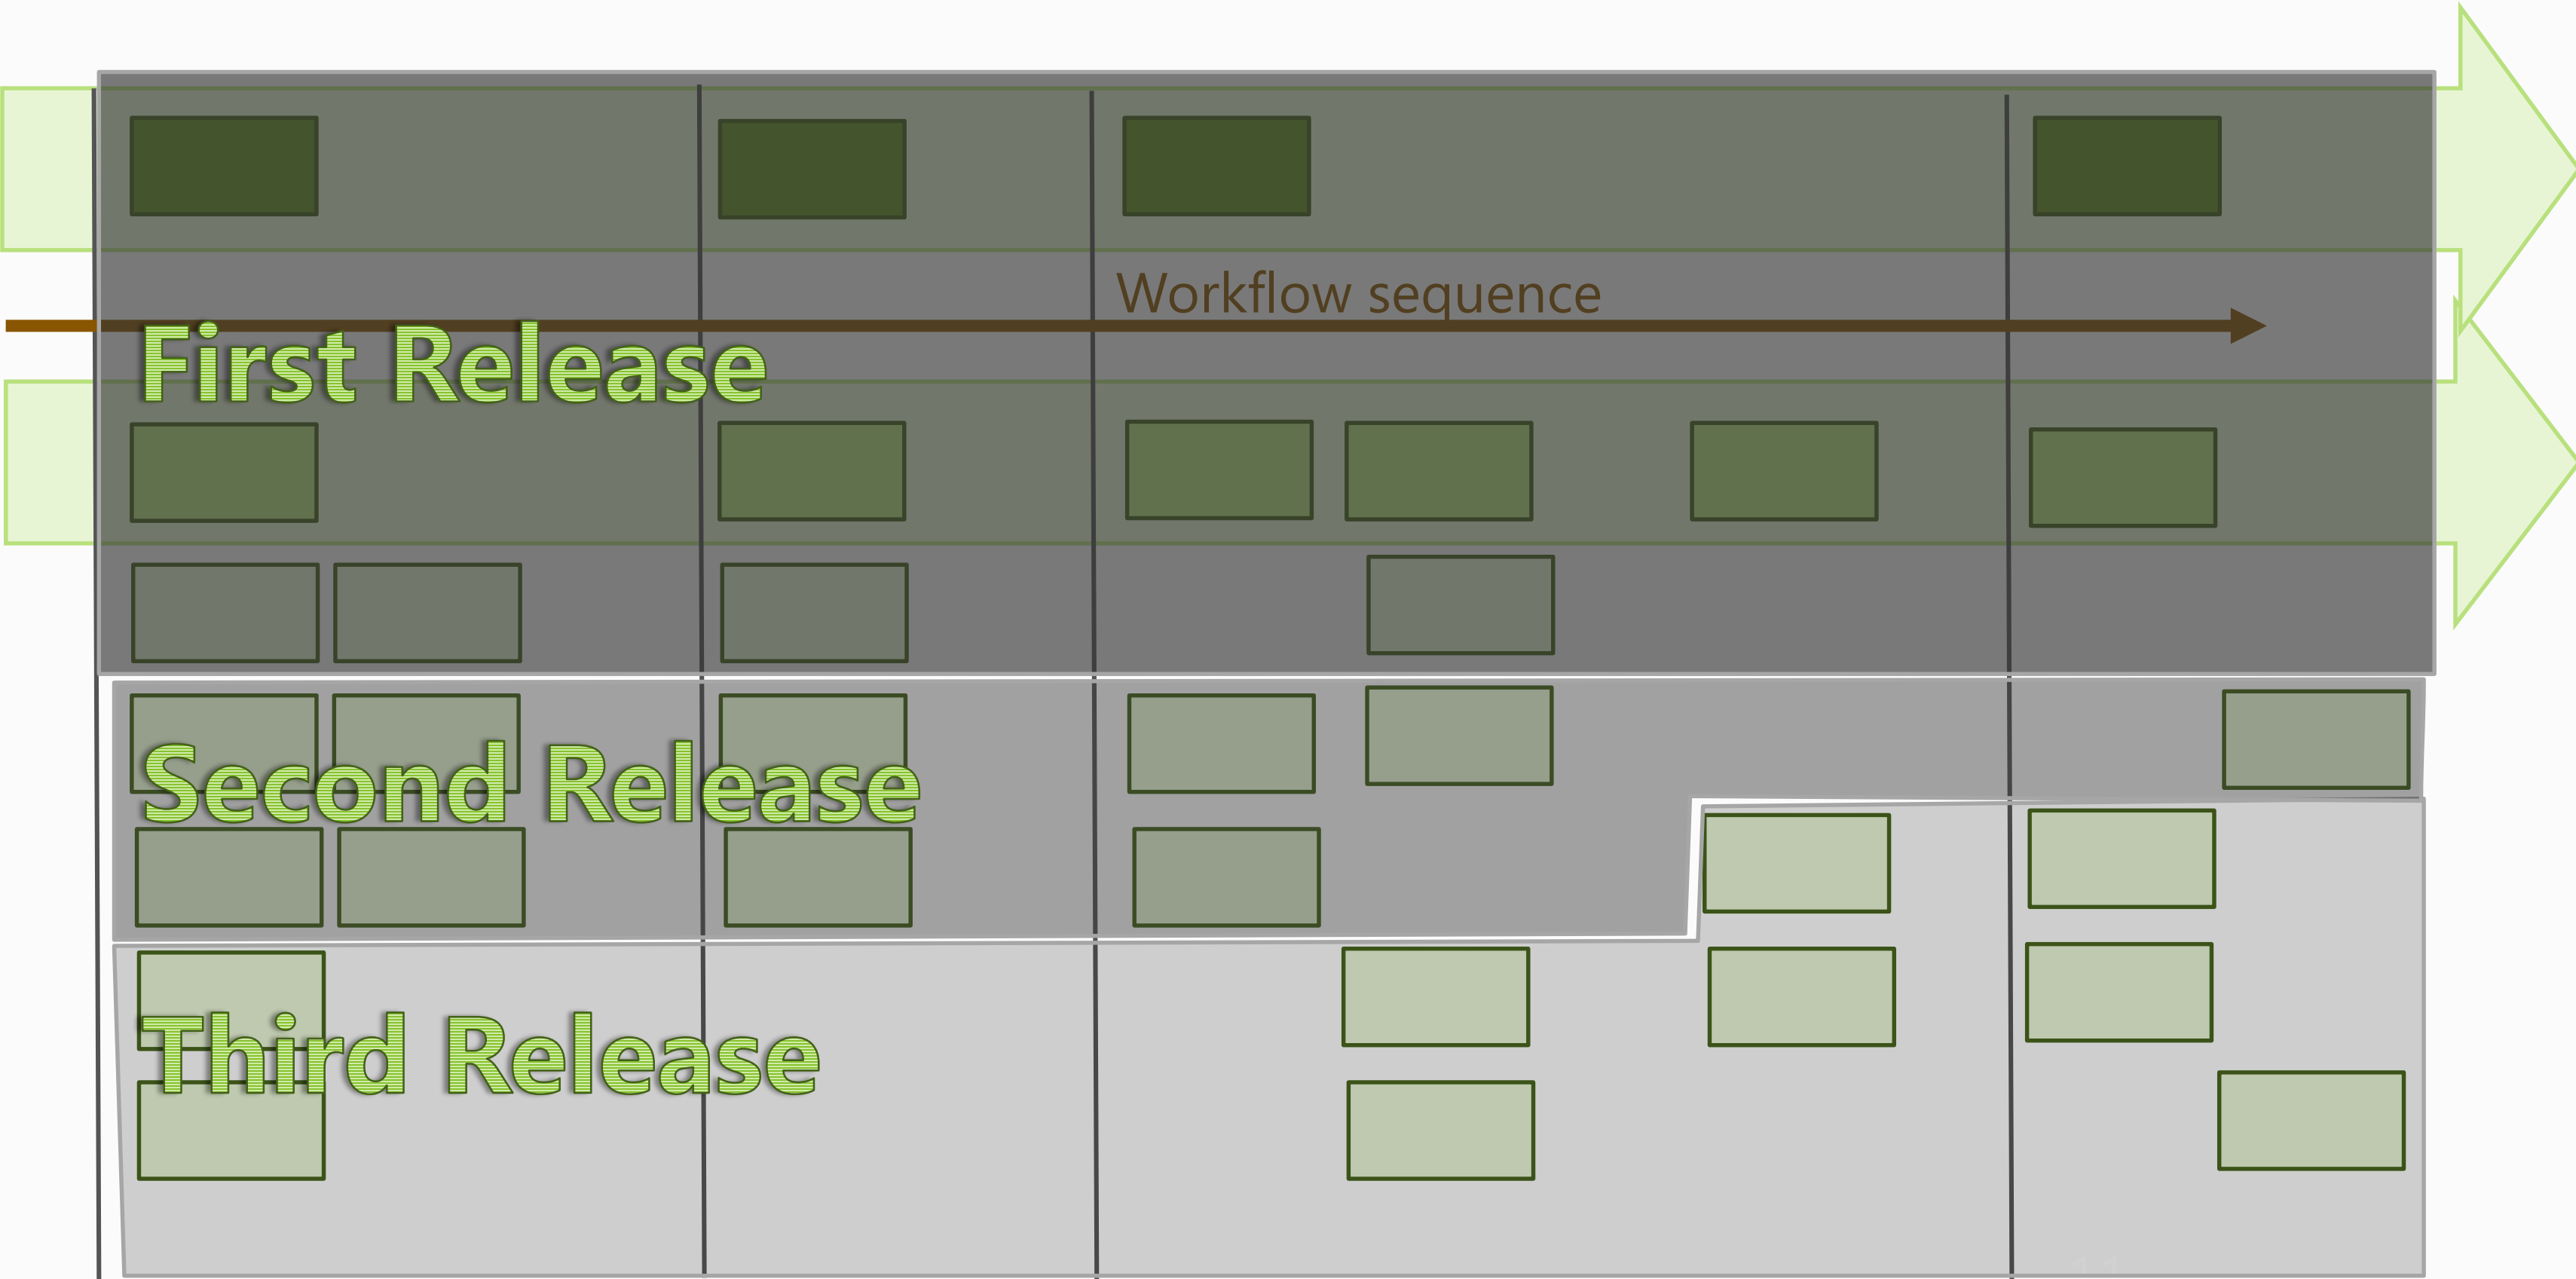 Workflow sequence
First Release
Second Release
Third Release